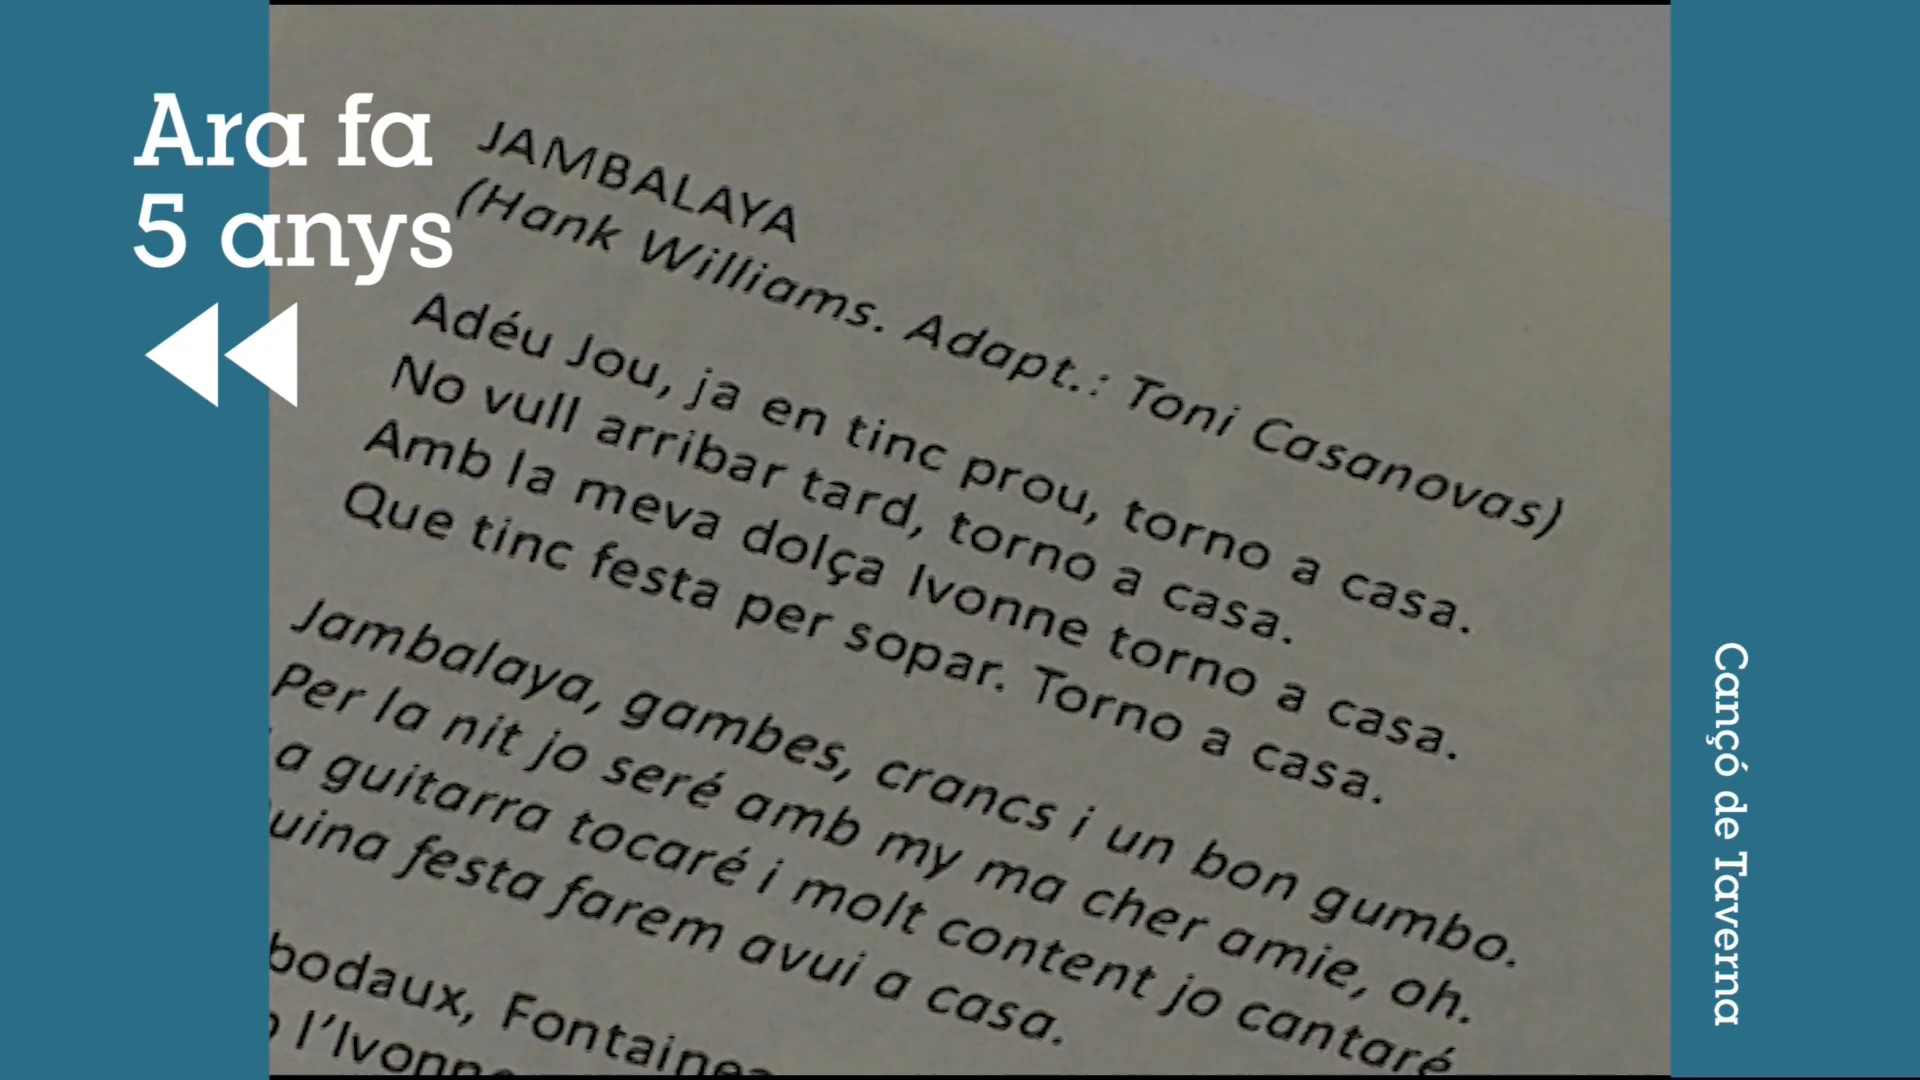 Ara fa
5 anys
JAMBALAYA
(Hank Williams. Adapt.: Toni Casanovas)
Adéu Jou, ja en tinc prou, torno a casa.
No vull arribar tard, torno a casa.
Amb la meva dolça Ivonne torno a casa.
Que tinc festa per sopar. Torno a casa.
Jambalaya, gambes, crancs i un bon gumbo.
Per la nit jo seré amb my ma cher amie, oh.
a guitarra tocaré i molt content jo cantaré
uina festa farem avui a casa.
bodaux,
l'Ivonne
Cançó de Taverna